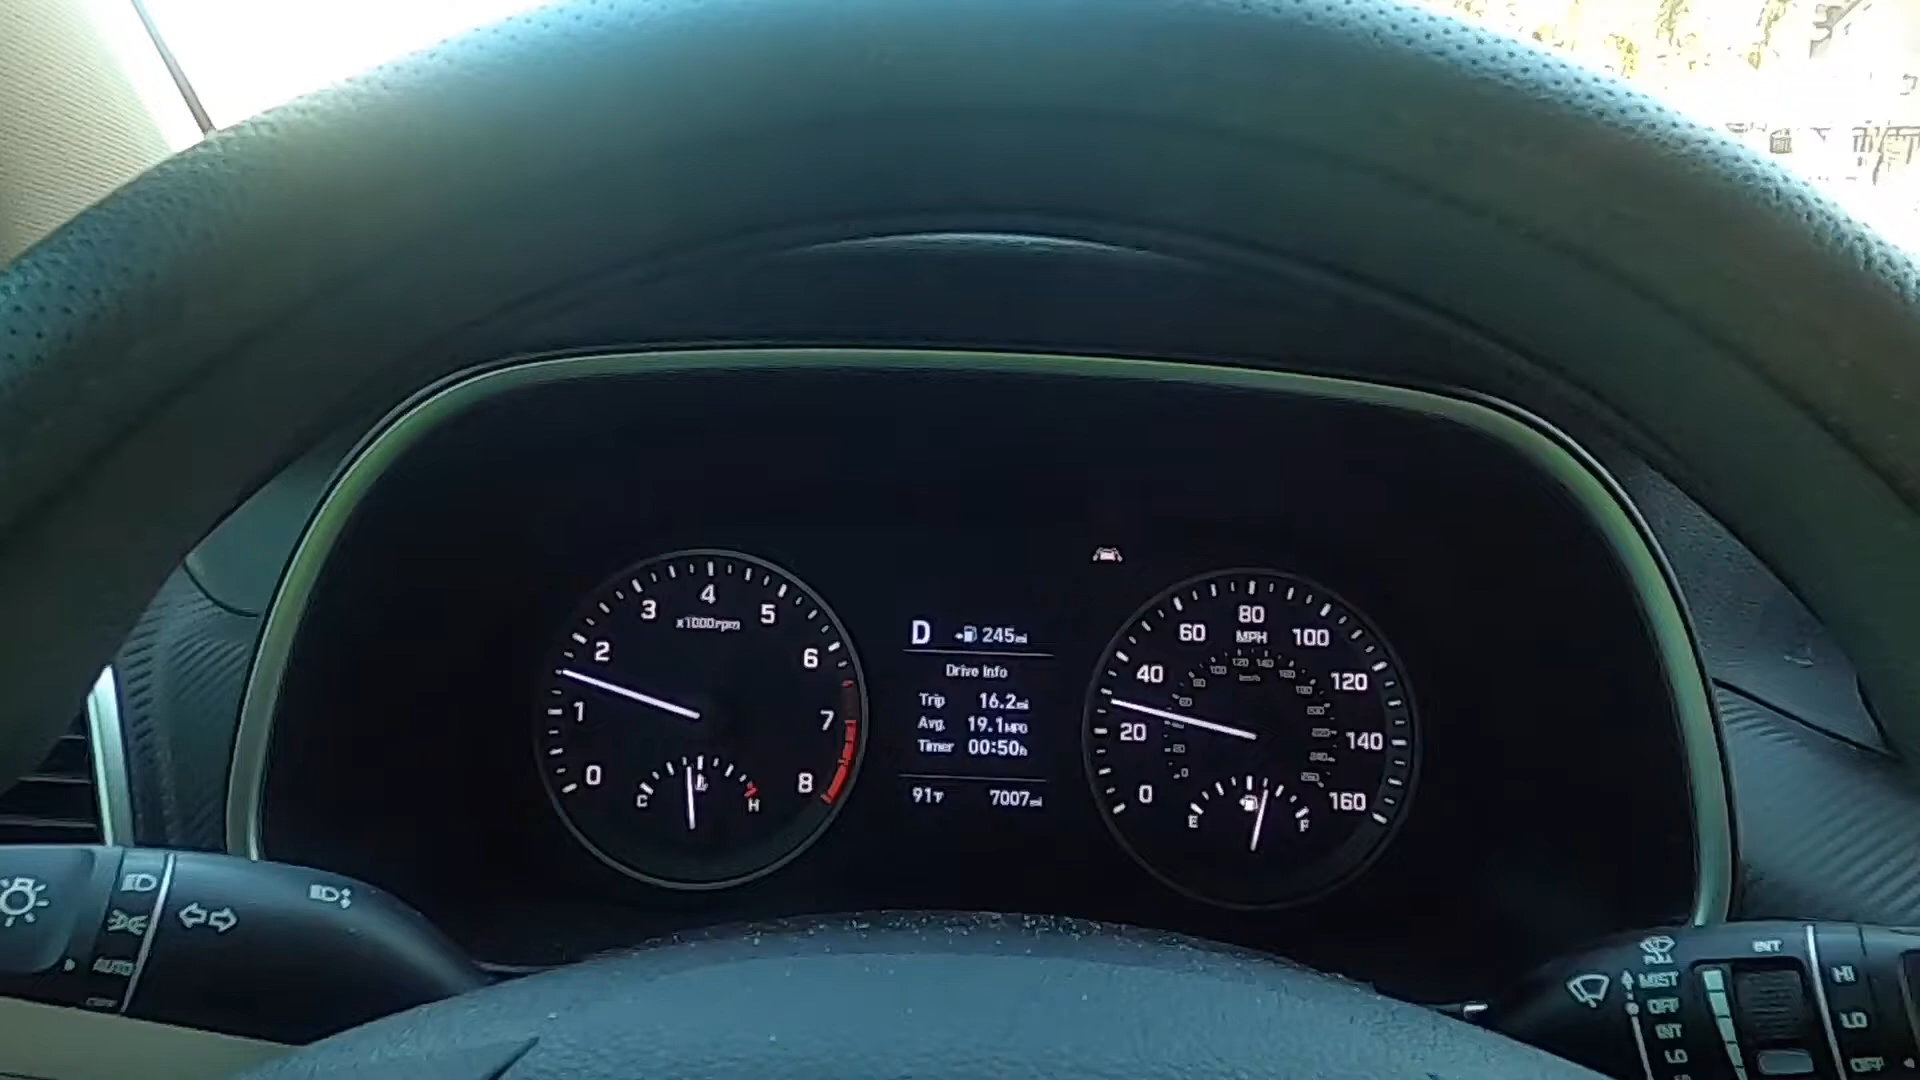 4
3
5
x1000rpm
2
6
1
7
0
8
C
H
D
245mi
Drive Info
Trip 16.2mi
Avg. 19.1MPG
Timer 00:50h
91°F 7007mi
80
60
MPH
100
40
120
20
140
0
160
E
F
AUTO
INT
PULL
MIST
OFF
INT
LO
HI
LO
OFF